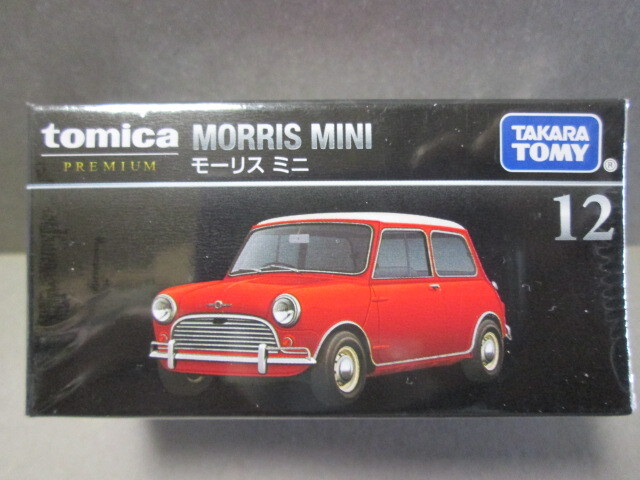 tomica
PREMIUM
MORRIS MINI
モーリス ミニ
TAKARA
TOMY
®
12